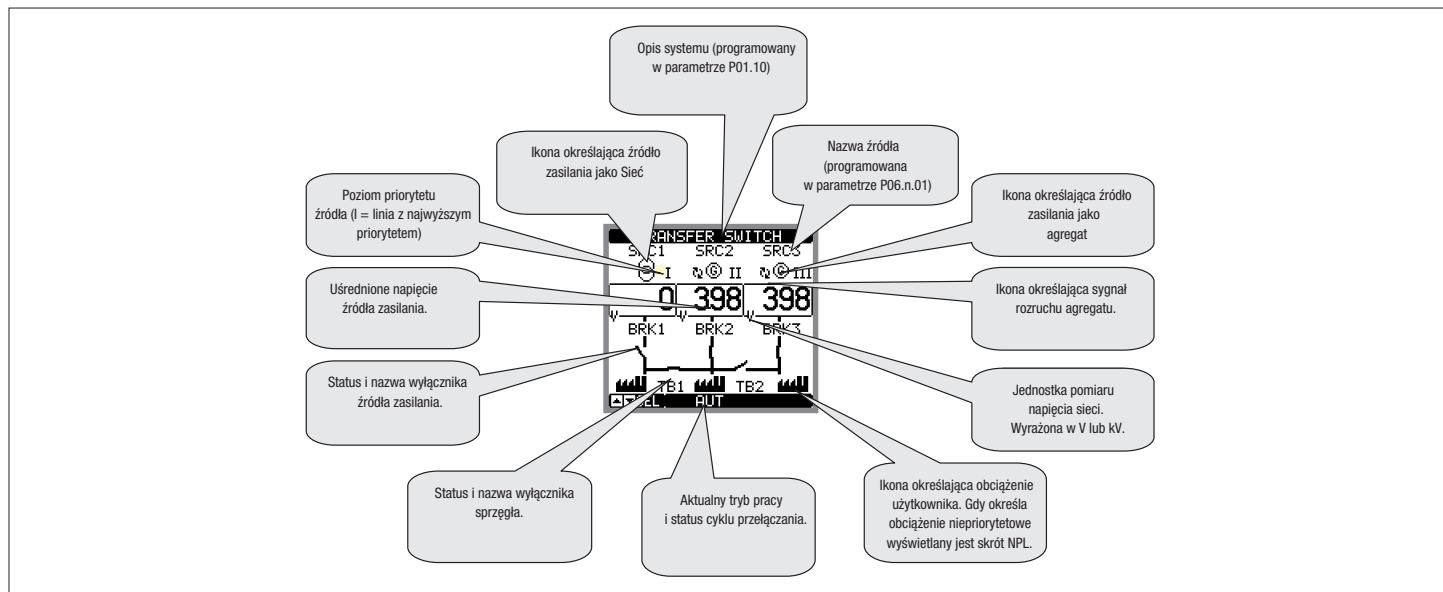 Opis systemu (programowany
w parametrze P01.10)
Ikona określająca źródło
zasilania jako Sieć
Nazwa źródła
(programowana
w parametrze P06.n.01)
Poziom priorytetu
źródła (I = linia z najwyższym
priorytetem)
Ikona określająca źródło
zasilania jako
agregat
Uśrednione napięcie
źródła zasilania.
Ikona określająca sygnał
rozruchu agregatu.
Status i nazwa wyłącznika
źródła zasilania.
Jednostka pomiaru
napięcia sieci.
Wyrażona w V lub kV.
Status i nazwa wyłącznika
sprzęgła.
Aktualny tryb pracy
i status cyklu przełączania.
Ikona określająca obciążenie
użytkownika. Gdy określa
obciążenie niepriorytetowe
wyświetlany jest skrót NPL.
TRANSFER SWITCH
SRC1 SRC2 SRC3
I G II G III
0 398 398
V V V
BRK1 BRK2 BRK3
TB1 TB2
SEL AUT